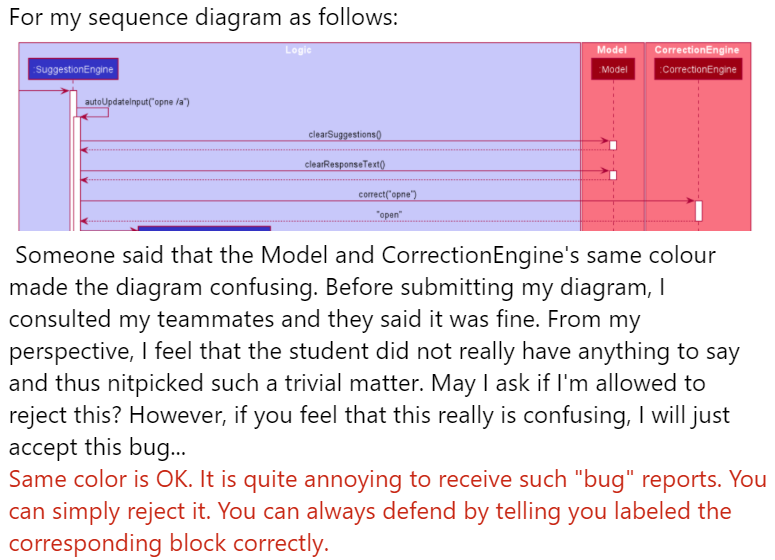 For my sequence diagram as follows:
Logic
Model
CorrectionEngine
:SuggestionEngine
:Model
:CorrectionEngine
autoUpdateInput("opne /a")
clearSuggestions()
clearResponseText()
correct("opne")
"open"
Someone said that the Model and CorrectionEngine's same colour
made the diagram confusing. Before submitting my diagram, I
consulted my teammates and they said it was fine. From my
perspective, I feel that the student did not really have anything to say
and thus nitpicked such a trivial matter. May I ask if I'm allowed to
reject this? However, if you feel that this really is confusing, I will just
accept this bug...
Same color is OK. It is quite annoying to receive such "bug" reports. You
can simply reject it. You can always defend by telling you labeled the
corresponding block correctly.